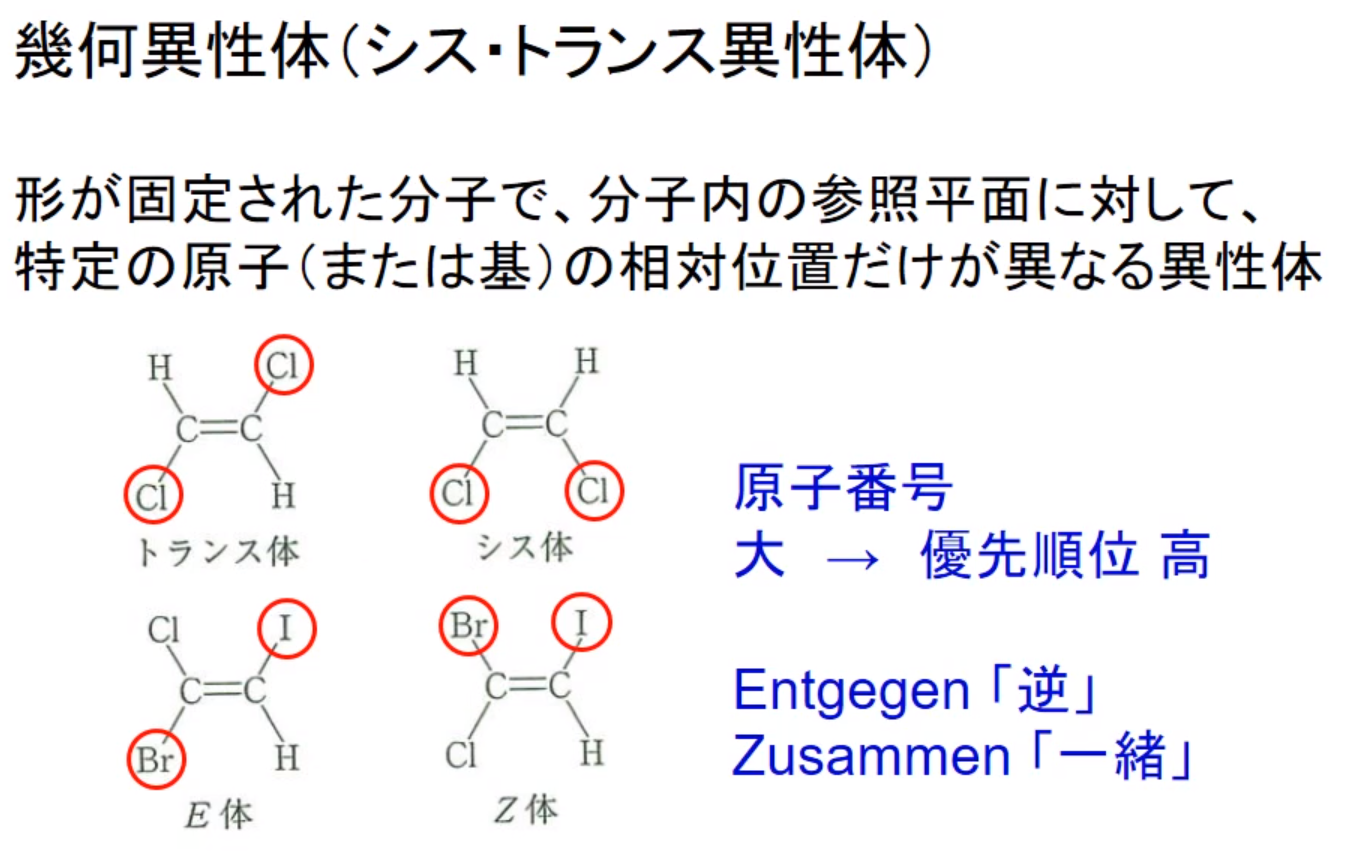 幾何異性体（シス・トランス異性体）
形が固定された分子で、分子内の参照平面に対して、
特定の原子（または基）の相対位置だけが異なる異性体
H Cl
C=C
Cl H
トランス体
H H
C=C
Cl Cl
シス体
Cl I
C=C
Br H
E 体
Br I
C=C
Cl H
Z 体
原子番号
大 → 優先順位 高
Entgegen「逆」
Zusammen「一緒」